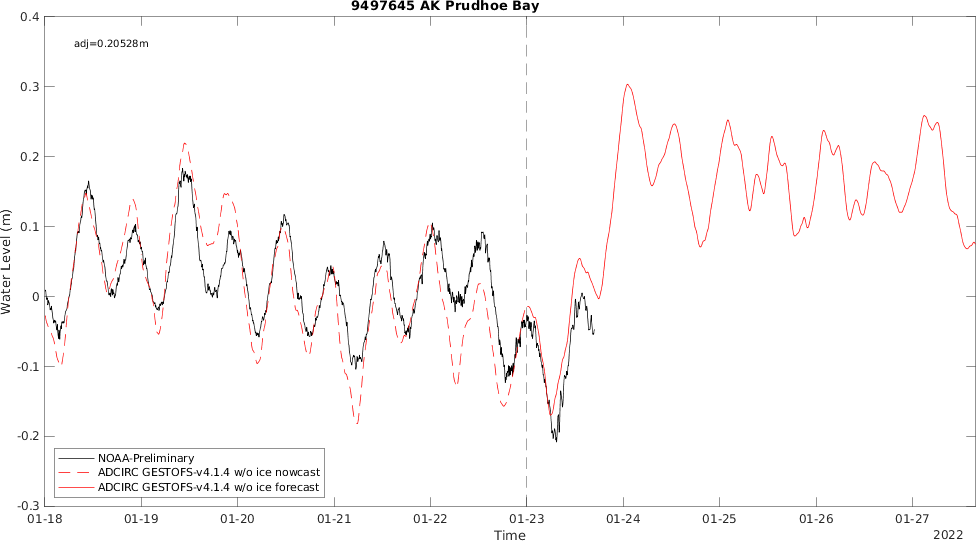 9497645 AK Prudhoe Bay
adj=0.20528m
0.4
0.3
0.2
0.1
0
-0.1
-0.2
-0.3
Water Level (m)
NOAA-Preliminary
ADCIRC GESTOFS-v4.1.4 w/o ice nowcast
ADCIRC GESTOFS-v4.1.4 w/o ice forecast
01-18 01-19 01-20 01-21 01-22 01-23 01-24 01-25 01-26 01-27
Time
2022